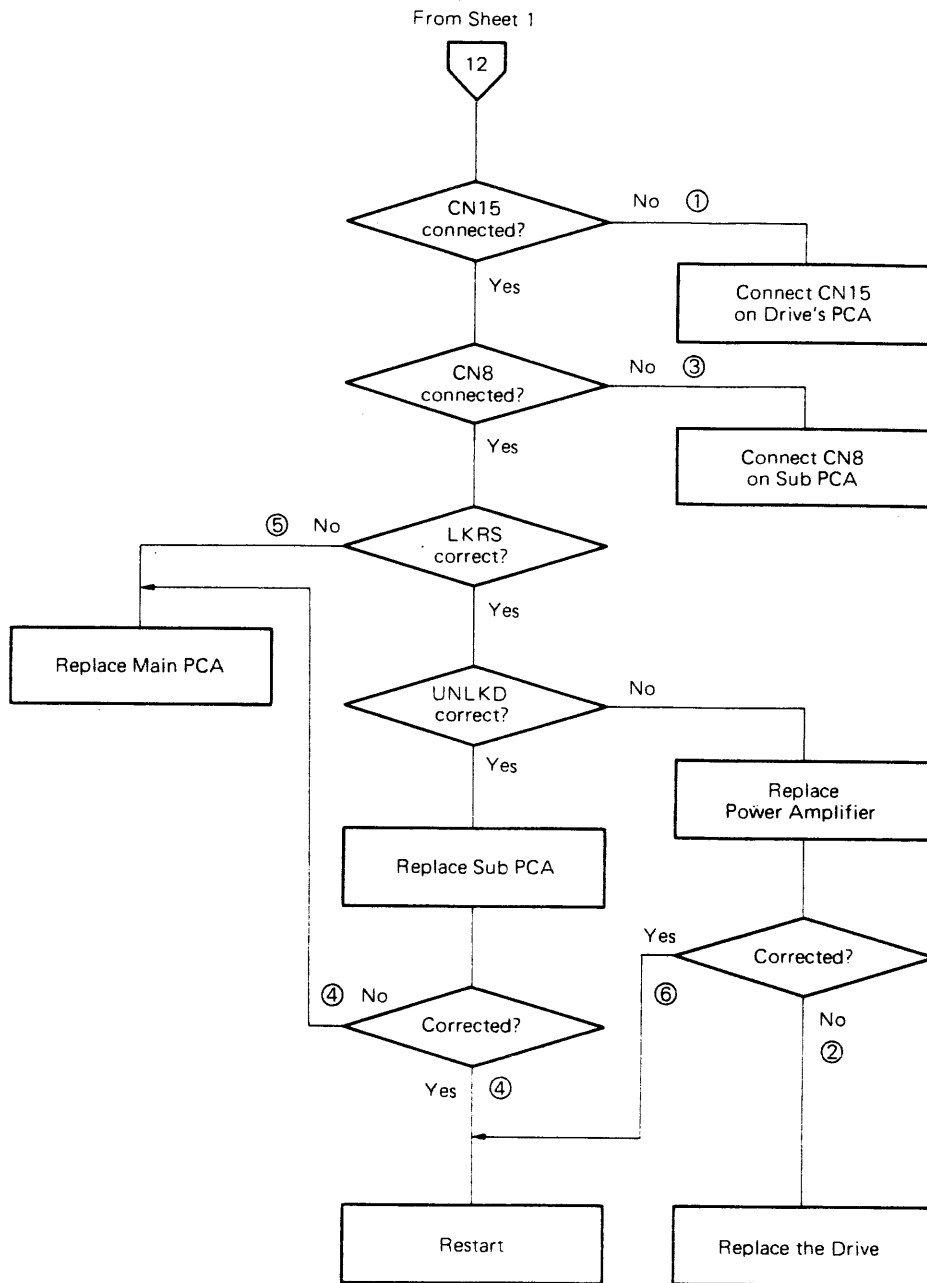 From Sheet 1
12
CN15
connected?
No ①
Yes
Connect CN15
on Drive's PCA
CN8
connected?
No ③
Yes
Connect CN8
on Sub PCA
⑤ No
LKRS
correct?
Yes
Replace Main PCA
UNLKD
correct?
No
Yes
Replace
Power Amplifier
Replace Sub PCA
Yes
Corrected?
⑥
④ No
Corrected?
No
②
Yes ④
Restart
Replace the Drive